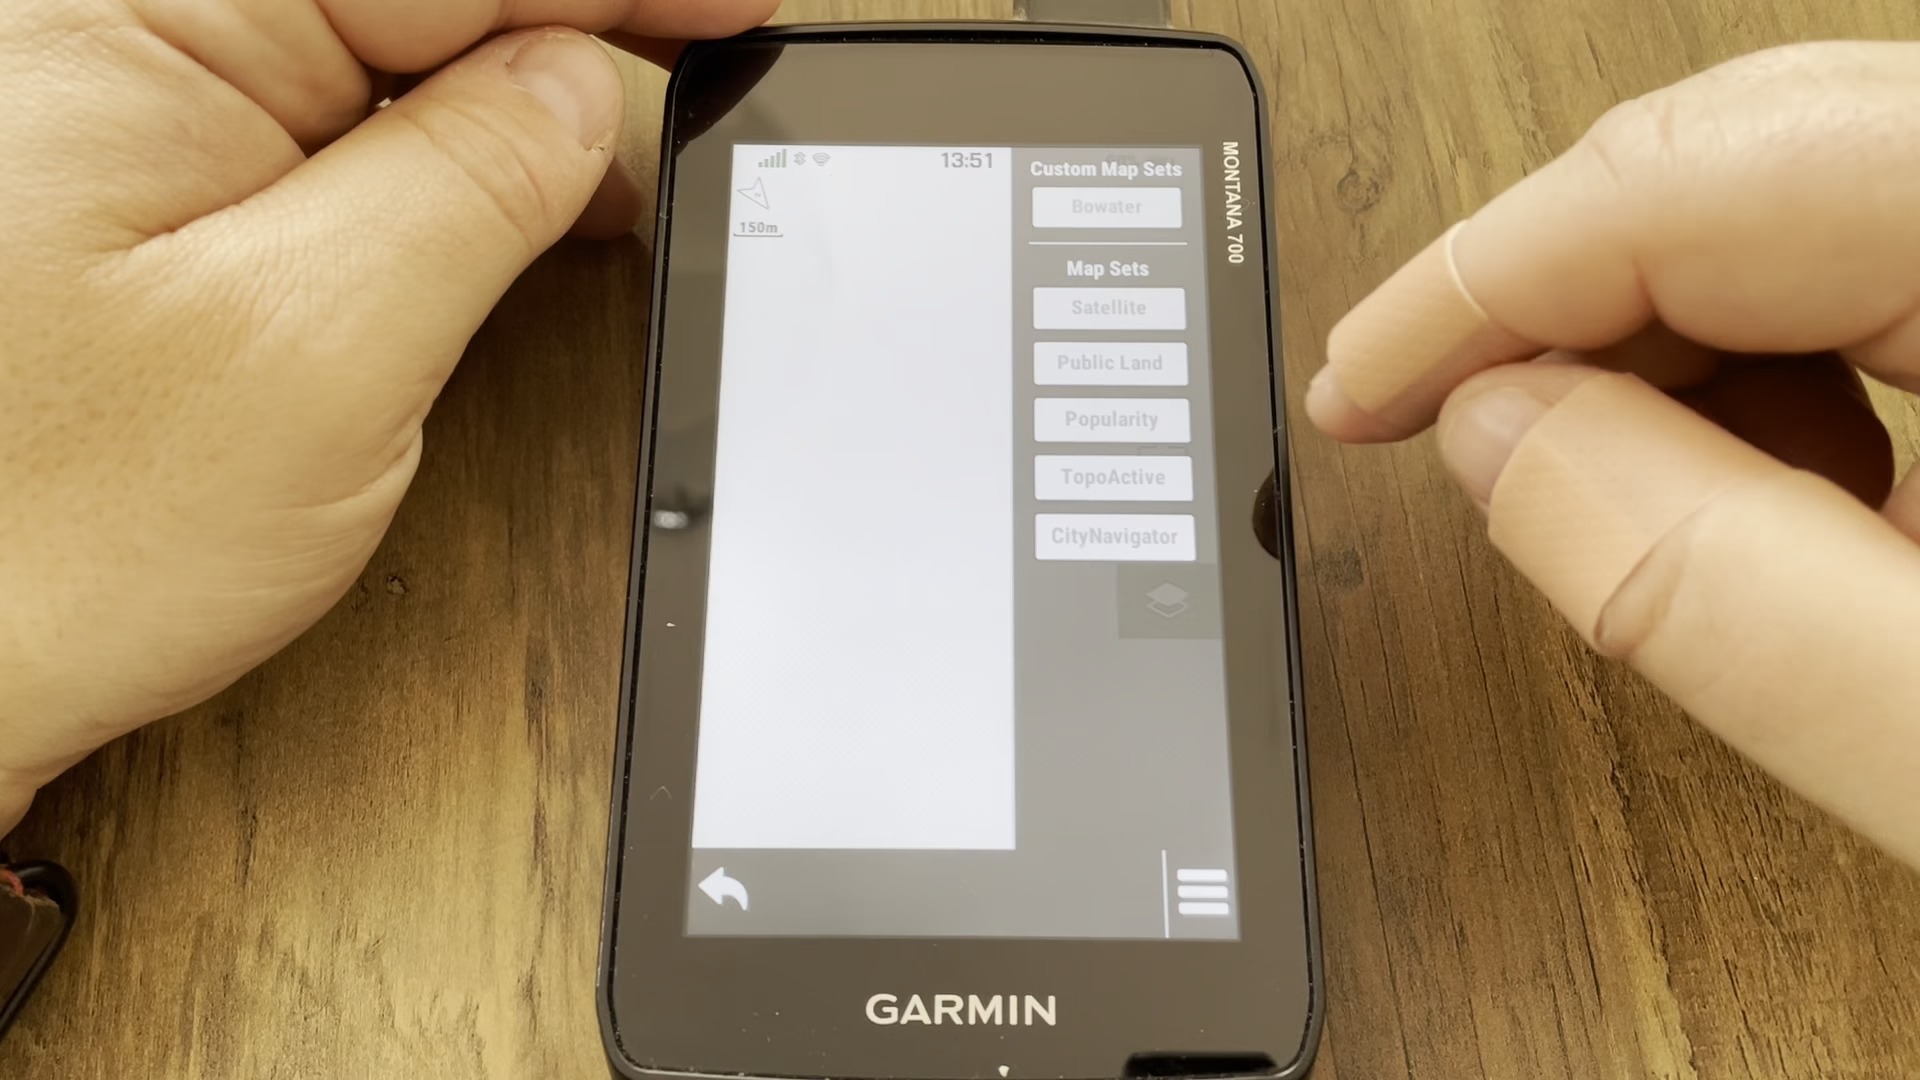 13:51
150m
Custom Map Sets
Bowater
Map Sets
Satellite
Public Land
Popularity
TopoActive
CityNavigator
MONTANA 700
GARMIN